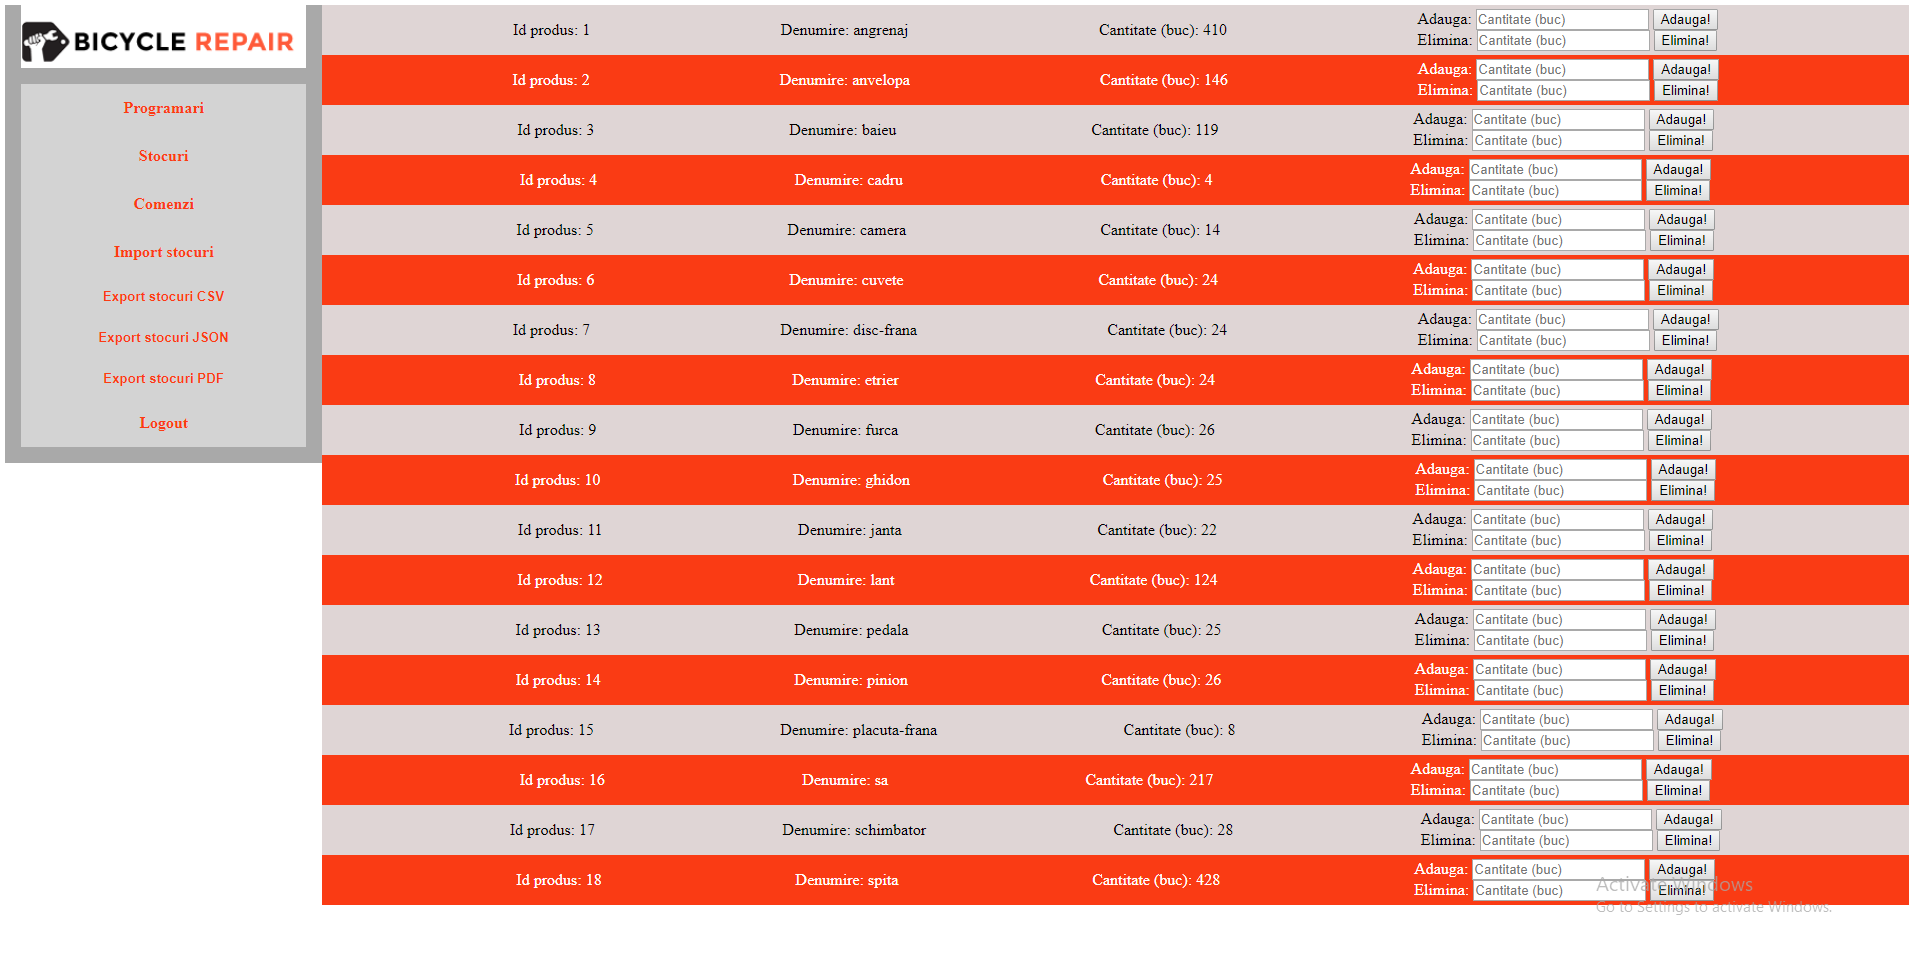 BICYCLE REPAIR
Programari
Stocuri
Comenzi
Import stocuri
Export stocuri CSV
Export stocuri JSON
Export stocuri PDF
Logout
Id produs: 1 Denumire: angrenaj Cantitate (buc): 410 Adauga: Cantitate (buc) Adauga!
Elimina: Cantitate (buc) Elimina!
Id produs: 2 Denumire: anvelopa Cantitate (buc): 146 Adauga: Cantitate (buc) Adauga!
Elimina: Cantitate (buc) Elimina!
Id produs: 3 Denumire: baieu Cantitate (buc): 119 Adauga: Cantitate (buc) Adauga!
Elimina: Cantitate (buc) Elimina!
Id produs: 4 Denumire: cadru Cantitate (buc): 4 Adauga: Cantitate (buc) Adauga!
Elimina: Cantitate (buc) Elimina!
Id produs: 5 Denumire: camera Cantitate (buc): 14 Adauga: Cantitate (buc) Adauga!
Elimina: Cantitate (buc) Elimina!
Id produs: 6 Denumire: cuvete Cantitate (buc): 24 Adauga: Cantitate (buc) Adauga!
Elimina: Cantitate (buc) Elimina!
Id produs: 7 Denumire: disc-frana Cantitate (buc): 24 Adauga: Cantitate (buc) Adauga!
Elimina: Cantitate (buc) Elimina!
Id produs: 8 Denumire: etrier Cantitate (buc): 24 Adauga: Cantitate (buc) Adauga!
Elimina: Cantitate (buc) Elimina!
Id produs: 9 Denumire: furca Cantitate (buc): 26 Adauga: Cantitate (buc) Adauga!
Elimina: Cantitate (buc) Elimina!
Id produs: 10 Denumire: ghidon Cantitate (buc): 25 Adauga: Cantitate (buc) Adauga!
Elimina: Cantitate (buc) Elimina!
Id produs: 11 Denumire: janta Cantitate (buc): 22 Adauga: Cantitate (buc) Adauga!
Elimina: Cantitate (buc) Elimina!
Id produs: 12 Denumire: lant Cantitate (buc): 124 Adauga: Cantitate (buc) Adauga!
Elimina: Cantitate (buc) Elimina!
Id produs: 13 Denumire: pedala Cantitate (buc): 25 Adauga: Cantitate (buc) Adauga!
Elimina: Cantitate (buc) Elimina!
Id produs: 14 Denumire: pinion Cantitate (buc): 26 Adauga: Cantitate (buc) Adauga!
Elimina: Cantitate (buc) Elimina!
Id produs: 15 Denumire: placuta-frana Cantitate (buc): 8 Adauga: Cantitate (buc) Adauga!
Elimina: Cantitate (buc) Elimina!
Id produs: 16 Denumire: sa Cantitate (buc): 217 Adauga: Cantitate (buc) Adauga!
Elimina: Cantitate (buc) Elimina!
Id produs: 17 Denumire: schimbator Cantitate (buc): 28 Adauga: Cantitate (buc) Adauga!
Elimina: Cantitate (buc) Elimina!
Id produs: 18 Denumire: spita Cantitate (buc): 428 Adauga: Cantitate (buc) Adauga!
Elimina: Cantitate (buc) Elimina!
Activate Windows
Go to Settings to activate Windows.